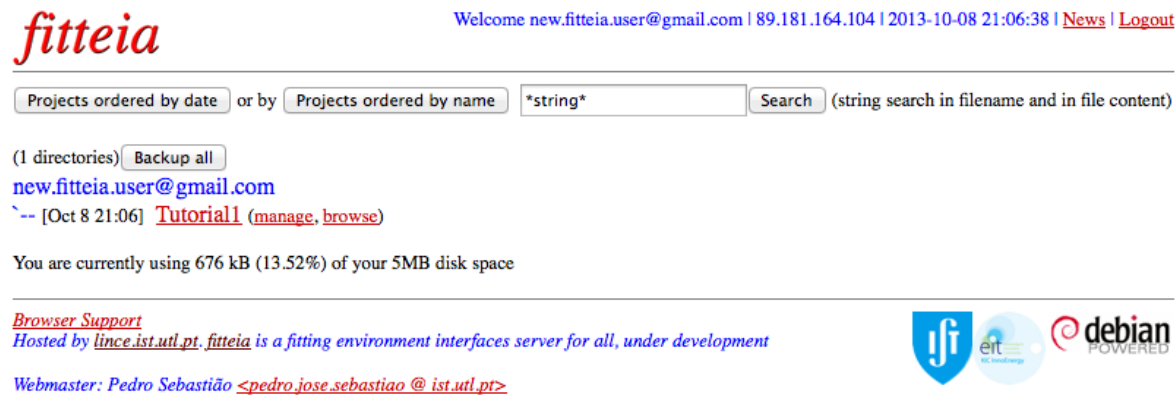 fitteia
Welcome new.fitteia.user@gmail.com | 89.181.164.104 | 2013-10-08 21:06:38 | News | Logout
Projects ordered by date or by Projects ordered by name *string* Search (string search in filename and in file content)
(1 directories) Backup all
new.fitteia.user@gmail.com
`-- [Oct 8 21:06] Tutorial1 (manage, browse)
You are currently using 676 kB (13.52%) of your 5MB disk space
Browser Support
Hosted by lince.ist.utl.pt. fitteia is a fitting environment interfaces server for all, under development
Webmaster: Pedro Sebastião <pedro.jose.sebastiao @ ist.utl.pt>
eit
KIC InnoEnergy
debian
POWERED